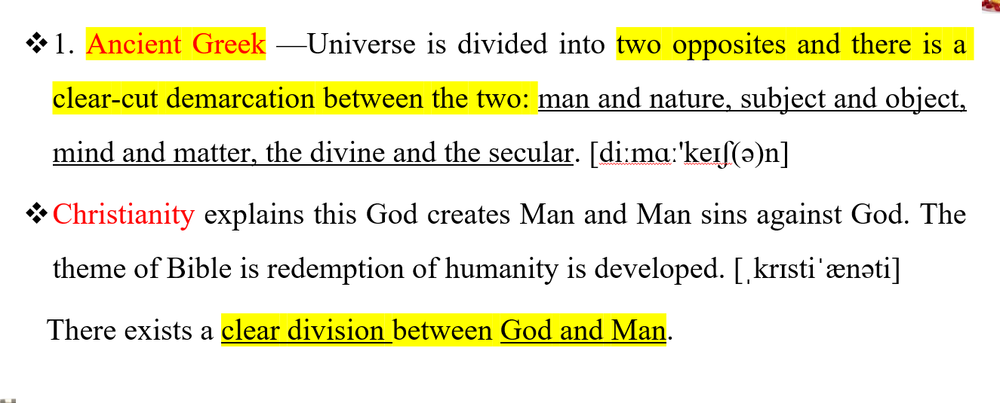 ❖1. Ancient Greek —Universe is divided into two opposites and there is a
clear-cut demarcation between the two: man and nature, subject and object,
mind and matter, the divine and the secular. [diːmɑː'keɪʃ(ə)n]
❖Christianity explains this God creates Man and Man sins against God. The
theme of Bible is redemption of humanity is developed. [ˌkrɪstiˈænəti]
There exists a clear division between God and Man.